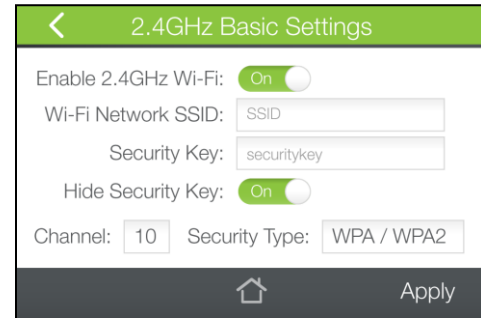 2.4GHz Basic Settings
Enable 2.4GHz Wi-Fi: On
Wi-Fi Network SSID: SSID
Security Key: securitykey
Hide Security Key: On
Channel: 10 Security Type: WPA / WPA2
Apply